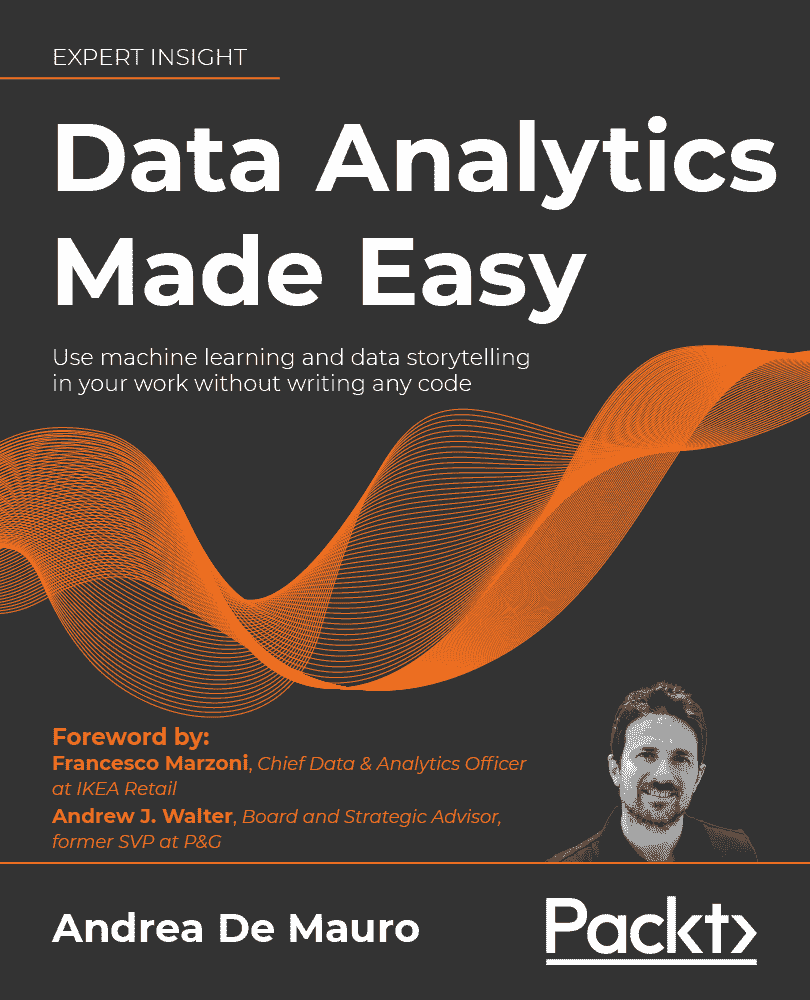 EXPERT INSIGHT
Data Analytics
Made Easy
Use machine learning and data storytelling
in your work without writing any code
Foreword by:
Francesco Marzoni, Chief Data & Analytics Officer
at IKEA Retail
Andrew J. Walter, Board and Strategic Advisor,
former SVP at P&G
Andrea De Mauro
Packt>